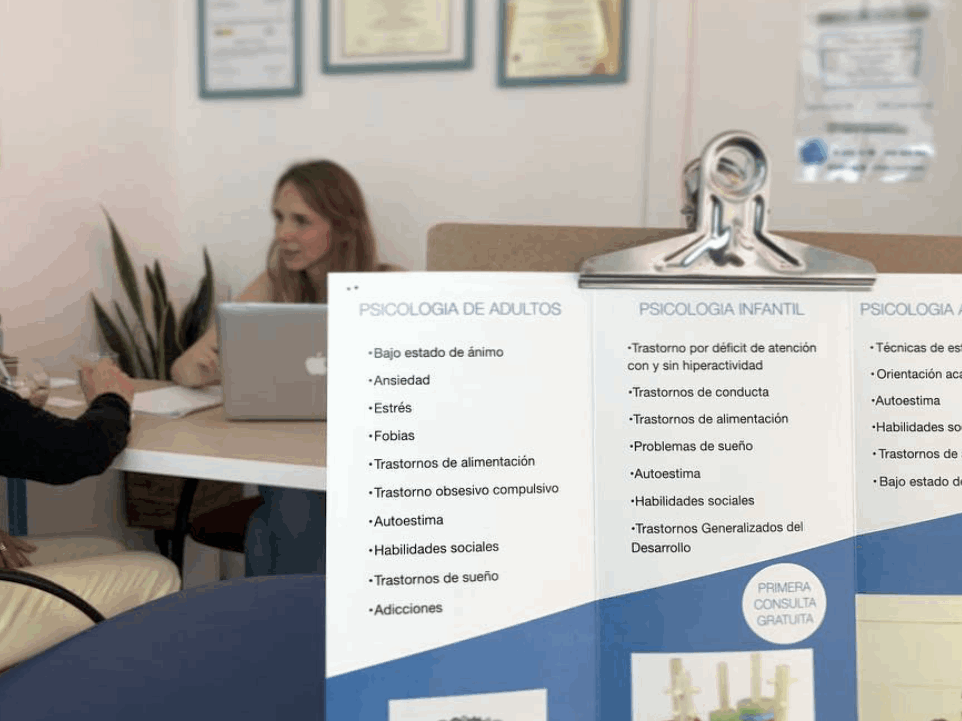 PSICOLOGIA DE ADULTOS
•Bajo estado de ánimo
•Ansiedad
•Estrés
•Fobias
•Trastornos de alimentación
•Trastorno obsesivo compulsivo
•Autoestima
•Habilidades sociales
•Trastornos de sueño
•Adicciones
PSICOLOGIA INFANTIL
•Trastorno por déficit de atención
con y sin hiperactividad
•Trastornos de conducta
•Trastornos de alimentación
•Problemas de sueño
•Autoestima
•Habilidades sociales
•Trastornos Generalizados del
Desarrollo
PRIMERA
CONSULTA
GRATUITA
PSICOLOGIA A
•Técnicas de est
•Orientación aca
•Autoestima
•Habilidades so
•Trastornos de
•Bajo estado de